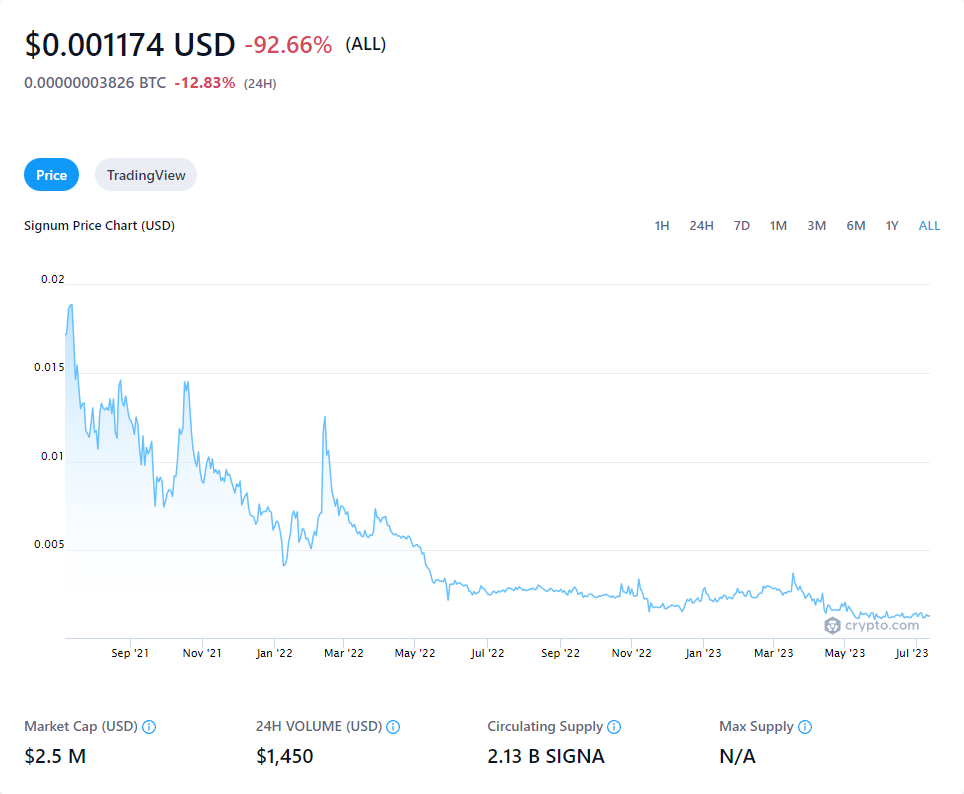 $0.001174 USD -92.66% (ALL)
0.00000003826 BTC -12.83% (24H)
Price TradingView
Signum Price Chart (USD) 1H 24H 7D 1M 3M 6M 1Y ALL
0.02
0.015
0.01
0.005
crypto.com
Sep '21 Nov '21 Jan '22 Mar '22 May '22 Jul '22 Sep '22 Nov '22 Jan '23 Mar '23 May '23 Jul '23
Market Cap (USD) 24H VOLUME (USD) Circulating Supply Max Supply
$2.5 M $1,450 2.13 B SIGNA N/A